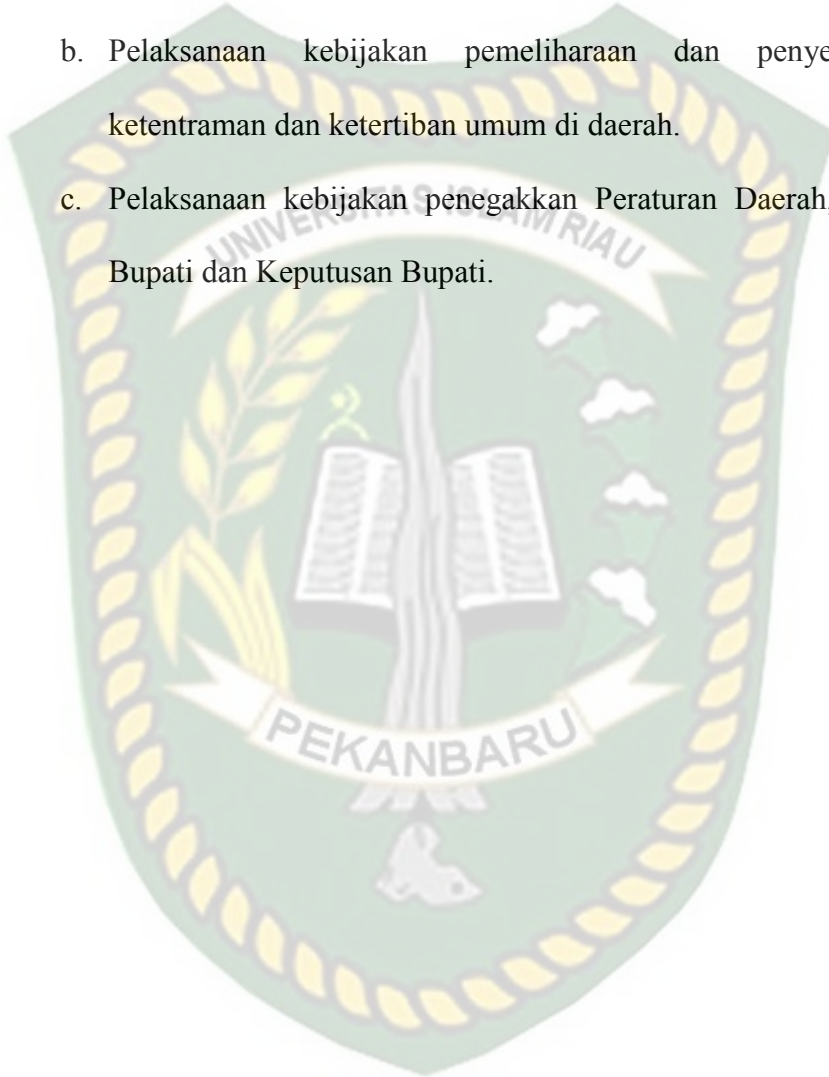 b. Pelaksanaan kebijakan pemeliharaan dan penye
ketentraman dan ketertiban umum di daerah.
c. Pelaksanaan kebijakan penegakkan Peraturan Daerah,
Bupati dan Keputusan Bupati.
UNIVERSITAS ISLAM RIAU
PEKANBARU